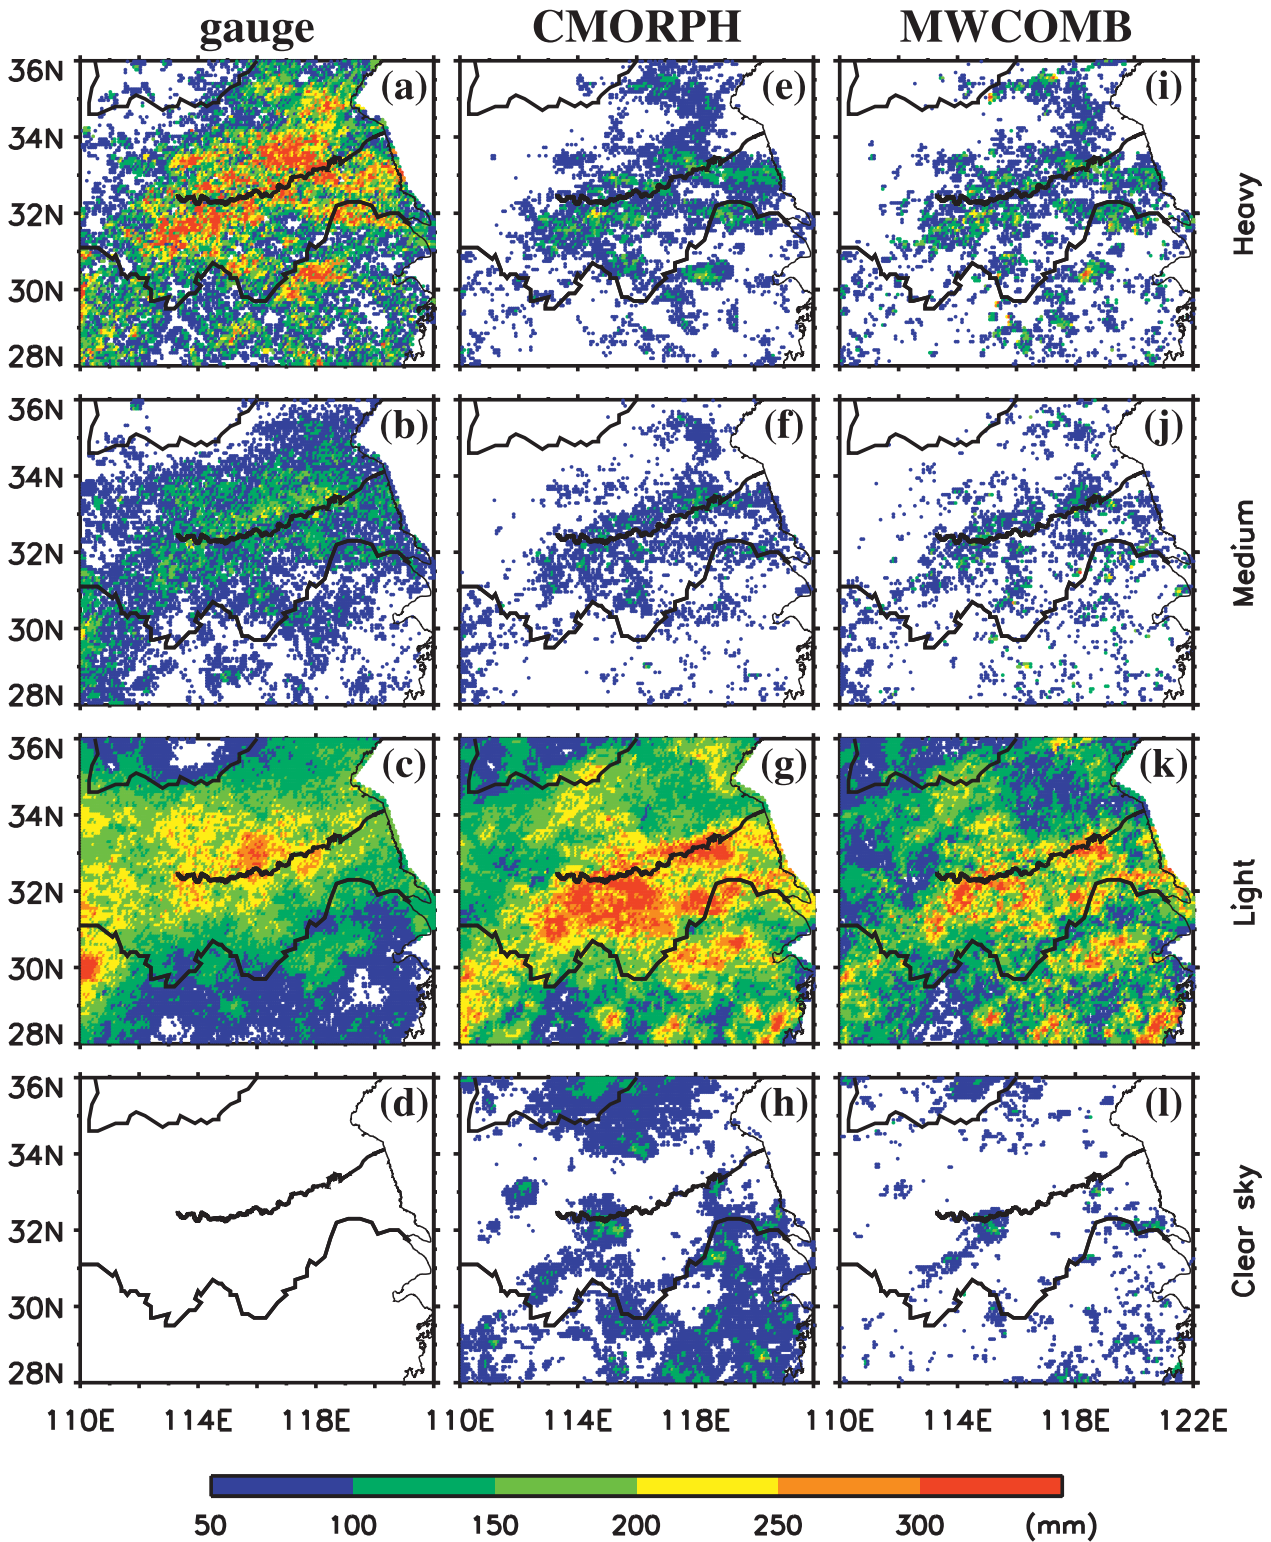 gauge CMORPH MWCOMB
36N (a) (e) (i)
34N
32N
30N
28N
Heavy
36N (b) (f) (j)
34N
32N
30N
28N
Medium
36N (c) (g) (k)
34N
32N
30N
28N
Light
36N (d) (h) (l)
34N
32N
30N
28N
Clear sky
110E 114E 118E 110E 114E 118E 110E 114E 118E 122E
50 100 150 200 250 300 (mm)